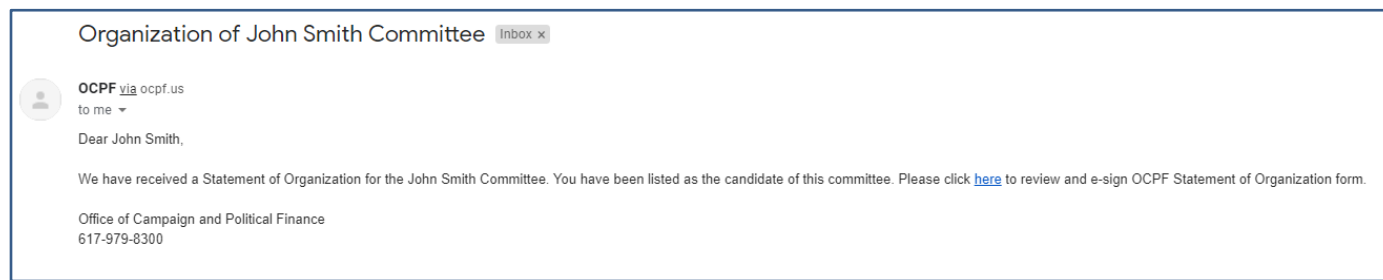 Organization of John Smith Committee Inbox x
OCPF via ocpf.us
to me
Dear John Smith,
We have received a Statement of Organization for the John Smith Committee. You have been listed as the candidate of this committee. Please click here to review and e-sign OCPF Statement of Organization form.
Office of Campaign and Political Finance
617-979-8300